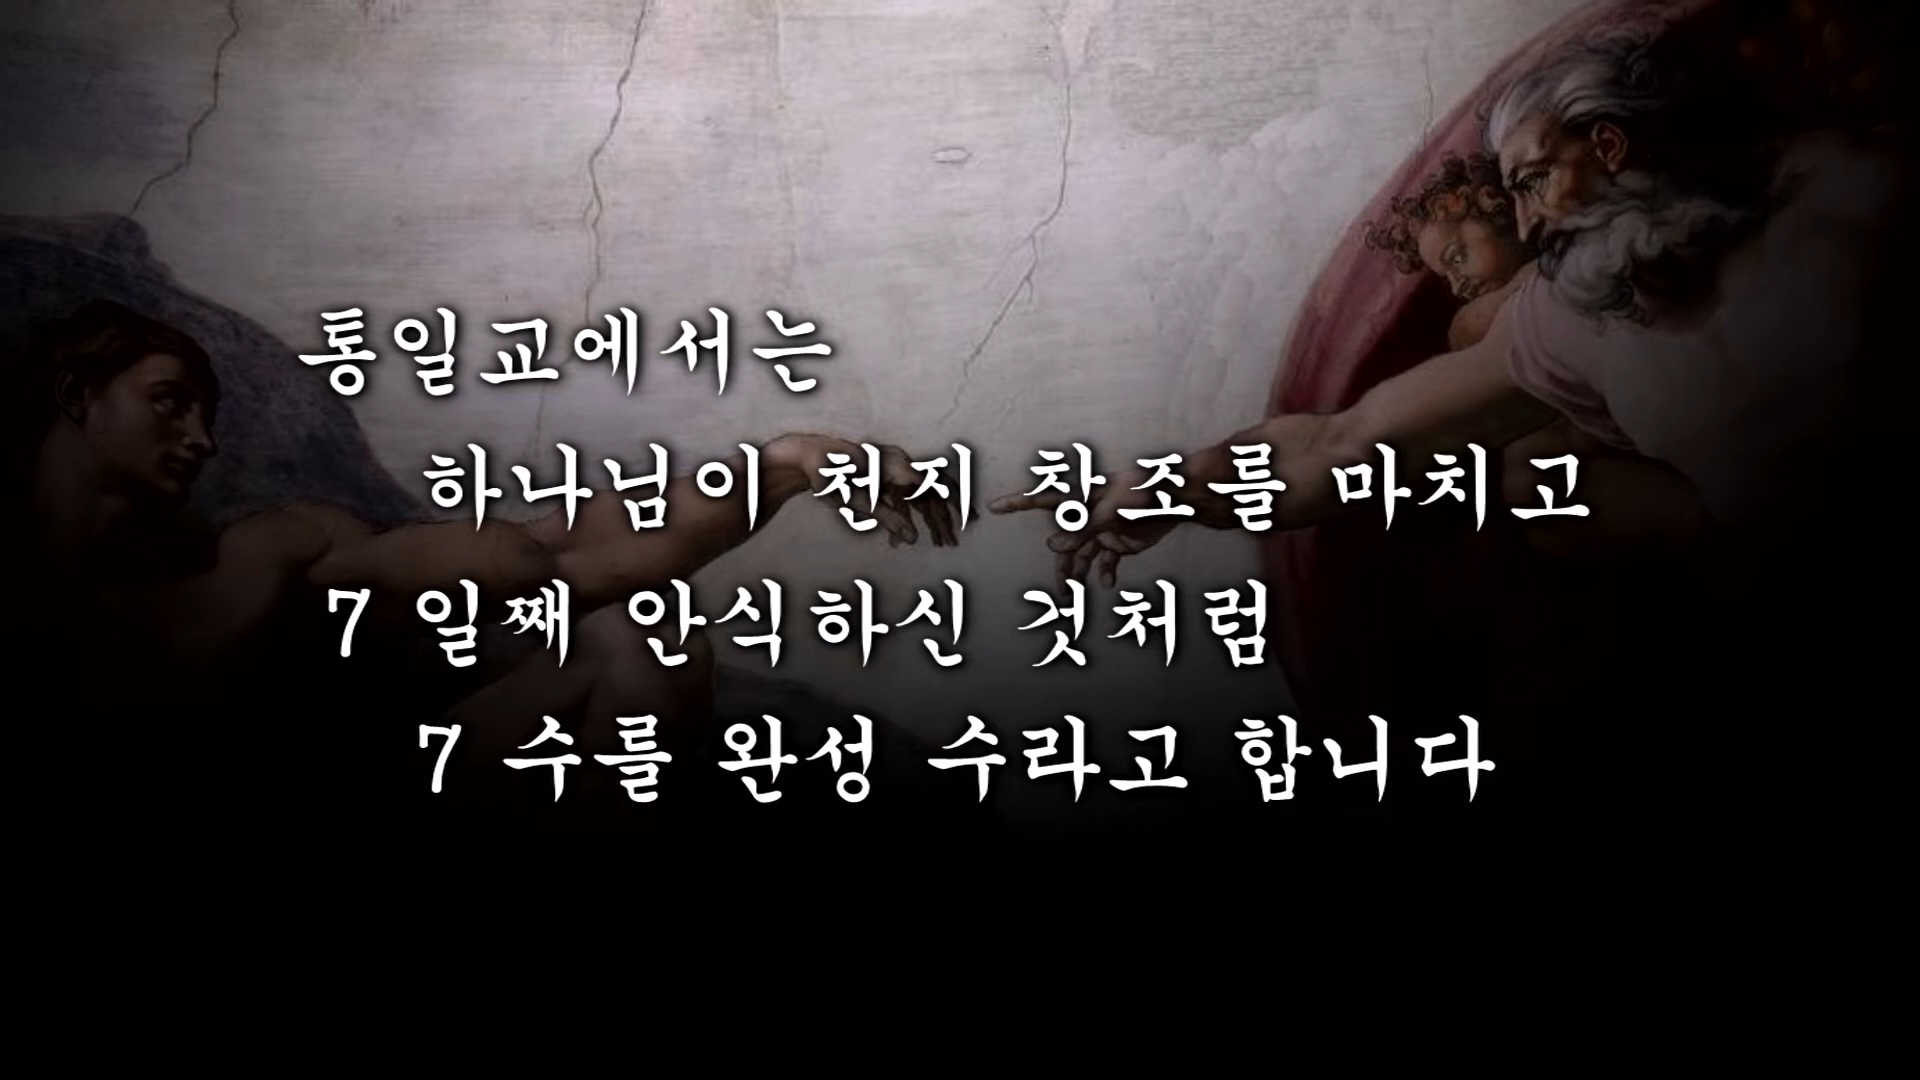 통일교에서는
하나님이 천지 창조를 마치고
7 일째 안식하신 것처럼
7 수를 완성 수라고 합니다